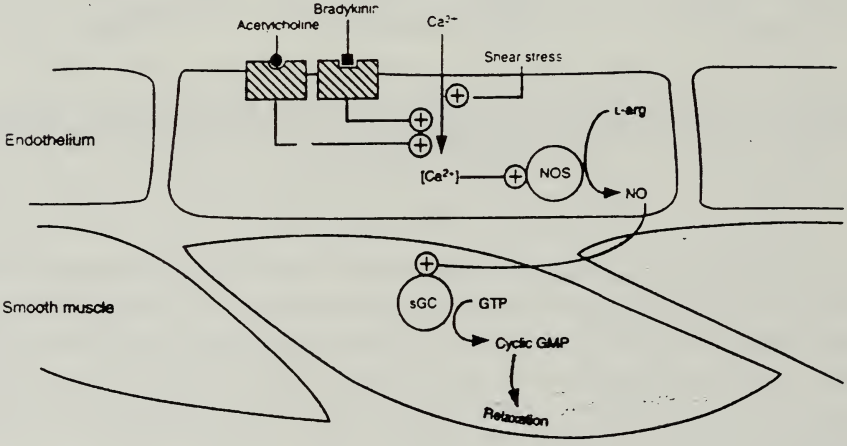 Bradykinin
Acetylcholine
Ca²⁺
Shear stress
+
L-arg
+
Endothelium
+
[Ca²⁺]
+
NOS
NO
+
Smooth muscle
sGC
GTP
Cyclic GMP
Relaxation